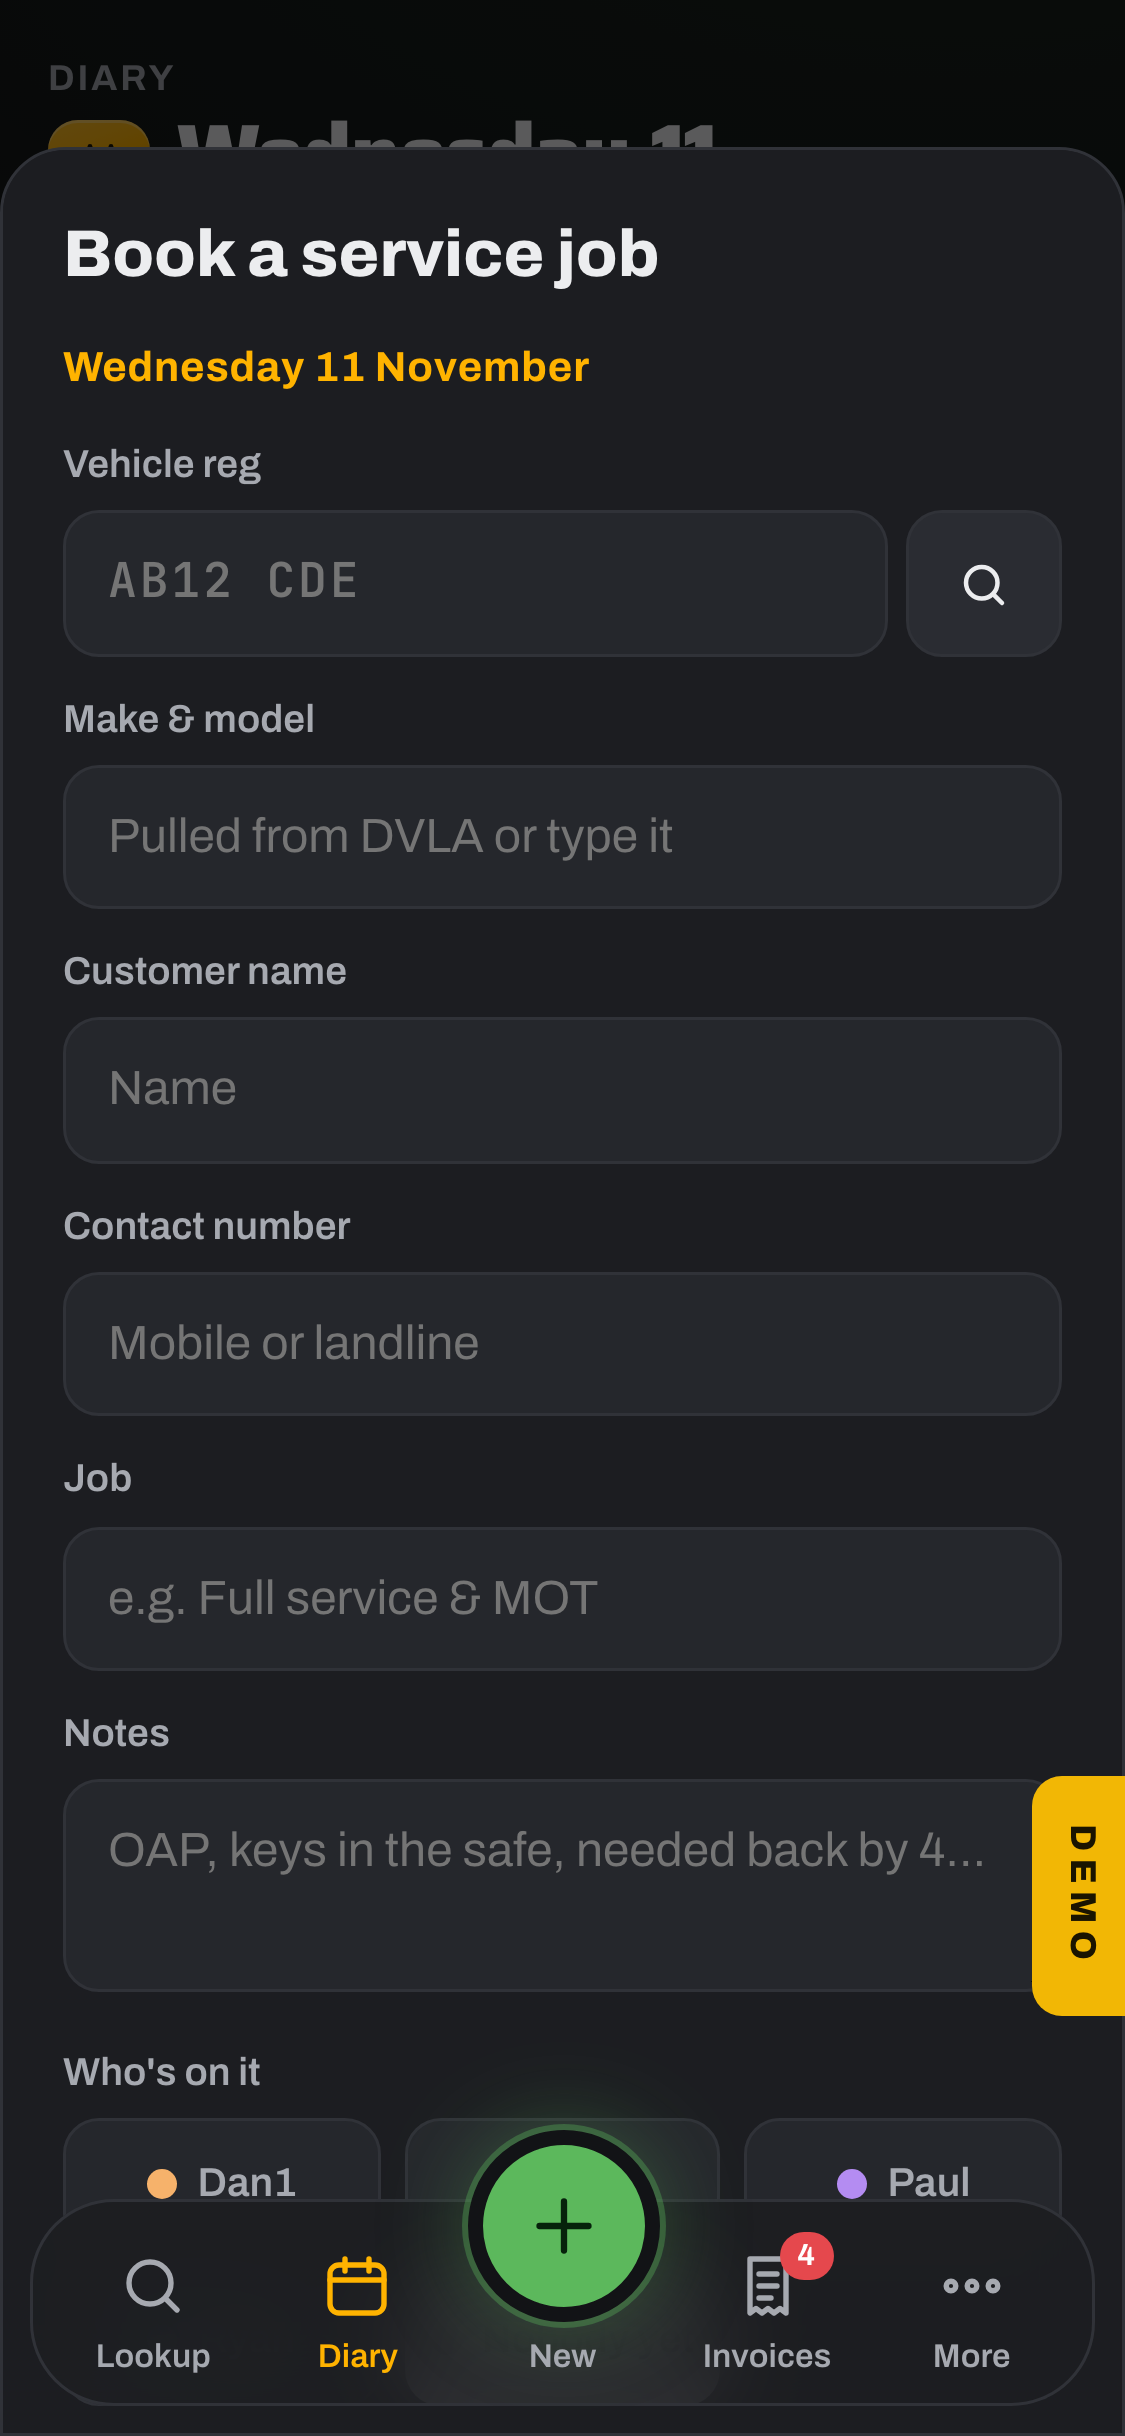 DIARY
Wednesday 11
Book a service job
Wednesday 11 November
Vehicle reg
AB12 CDE
Make & model
Pulled from DVLA or type it
Customer name
Name
Contact number
Mobile or landline
Job
e.g. Full service & MOT
Notes
OAP, keys in the safe, needed back by 4...
DEMO
Who's on it
Dan1
Paul
4
Lookup
Diary
New
Invoices
More